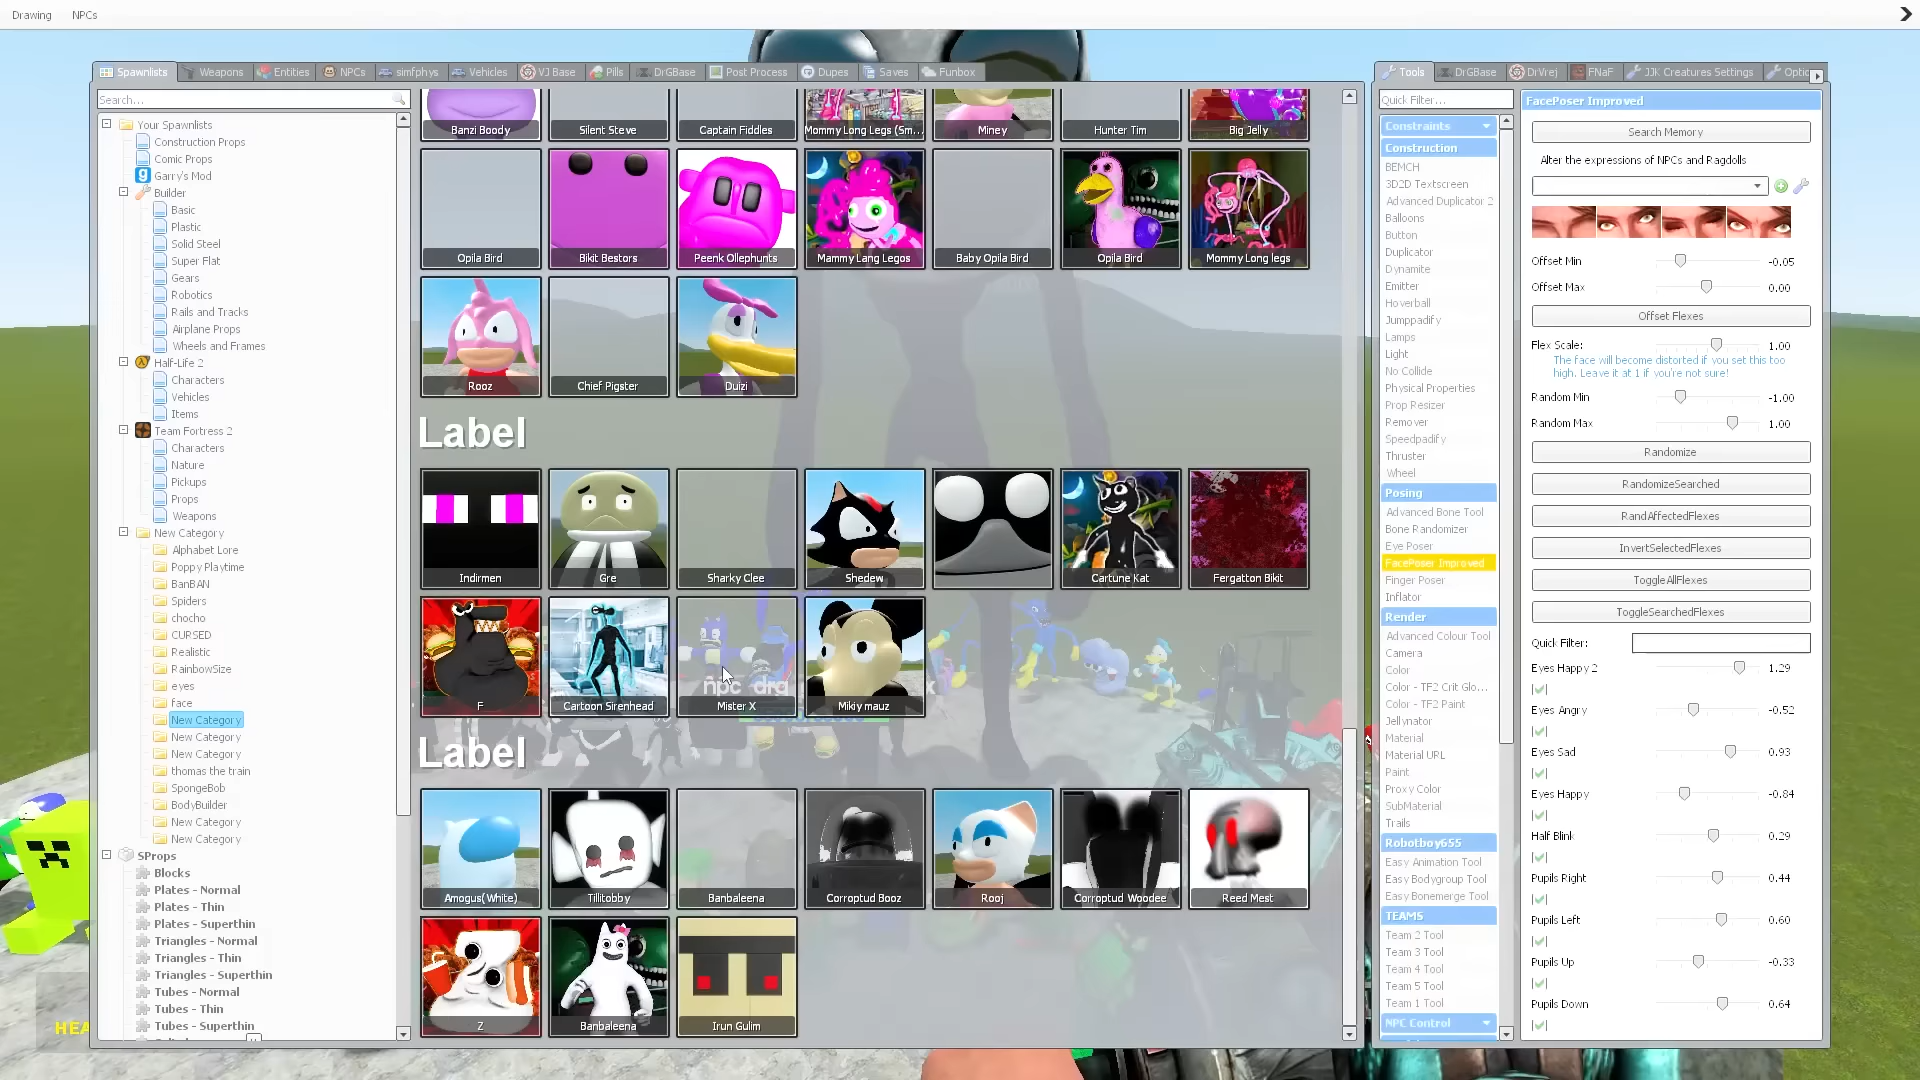 Drawing NPCs
Spawnlists Weapons Entities NPCs simfphys Vehicles VJ Base Pills DrGBase Post Process Dupes Saves Funbox
Search...
Your Spawnlists
Construction Props
Comic Props
Garry's Mod
Builder
Basic
Plastic
Solid Steel
Super Flat
Gears
Robotics
Rails and Tracks
Airplane Props
Wheels and Frames
Half-Life 2
Characters
Vehicles
Items
Team Fortress 2
Characters
Nature
Pickups
Props
Weapons
New Category
Alphabet Lore
Poppy Playtime
BanBAN
Spiders
chocho
CURSED
Realistic
RainbowSize
eyes
face
New Category
New Category
New Category
thomas the train
SpongeBob
BodyBuilder
New Category
New Category
SProps
Blocks
Plates - Normal
Plates - Thin
Plates - Superthin
Triangles - Normal
Triangles - Thin
Triangles - Superthin
Tubes - Normal
Tubes - Thin
Tubes - Superthin
Banzi Boody Silent Steve Captain Fiddles Mommy Long Legs (Sm... Miney Hunter Tim Big Jelly
Opila Bird Bikit Bestors Peenk Ollephunts Mammy Lang Legos Baby Opila Bird Opila Bird Mommy Long legs
Rooz Chief Pigster Duizi
Label
Indirmen Gre Sharky Clee Shedew Cartune Kat Fergatton Bikit
npc_drg
F Cartoon Sirenhead Mister X Mikiy mauz
Label
Amogus(White) Tillitobby Banbaleena Corroptud Booz Rooj Corroptud Woodee Reed Mest
Z Banbaleena Irun Gulim
HEA
Tools DrGBase DrVrej FNaF JJK Creatures Settings Optic
Quick Filter...
Constraints
Construction
BEMCH
3D2D Textscreen
Advanced Duplicator 2
Balloons
Button
Duplicator
Dynamite
Emitter
Hoverball
Jumppadify
Lamps
Light
No Collide
Physical Properties
Prop Resizer
Remover
Speedpadify
Thruster
Wheel
Posing
Advanced Bone Tool
Bone Randomizer
Eye Poser
FacePoser Improved
Finger Poser
Inflator
Render
Advanced Colour Tool
Camera
Color
Color - TF2 Crit Glo...
Color - TF2 Paint
Jellynator
Material
Material URL
Paint
Proxy Color
SubMaterial
Trails
Robotboy655
Easy Animation Tool
Easy Bodygroup Tool
Easy Bonemerge Tool
TEAMS
Team 2 Tool
Team 3 Tool
Team 4 Tool
Team 5 Tool
Team 1 Tool
NPC Control
FacePoser Improved
Search Memory
Alter the expressions of NPCs and Ragdolls
Offset Min -0.05
Offset Max 0.00
Offset Flexes
Flex Scale: 1.00
The face will become distorted if you set this too
high. Leave it at 1 if you're not sure!
Random Min -1.00
Random Max 1.00
Randomize
RandomizeSearched
RandAffectedFlexes
InvertSelectedFlexes
ToggleAllFlexes
ToggleSearchedFlexes
Quick Filter:
Eyes Happy 2 1.29
Eyes Angry -0.52
Eyes Sad 0.93
Eyes Happy -0.84
Half Blink 0.29
Pupils Right 0.44
Pupils Left 0.60
Pupils Up -0.33
Pupils Down 0.64